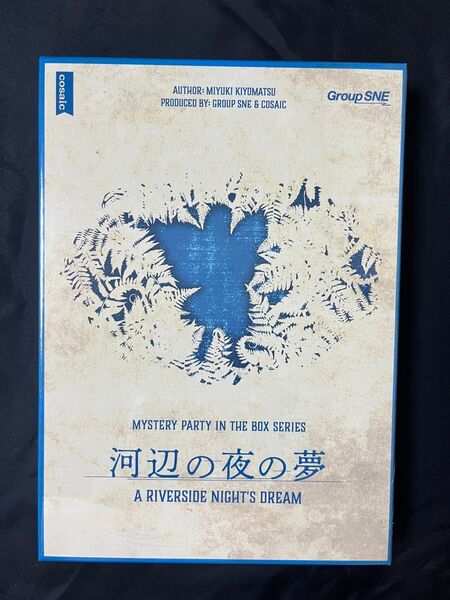 cosaic
AUTHOR: MIYUKI KIYOMATSU
PRODUCED BY: GROUP SNE & COSAIC
Group SNE
MYSTERY PARTY IN THE BOX SERIES
河辺の夜の夢
A RIVERSIDE NIGHT'S DREAM